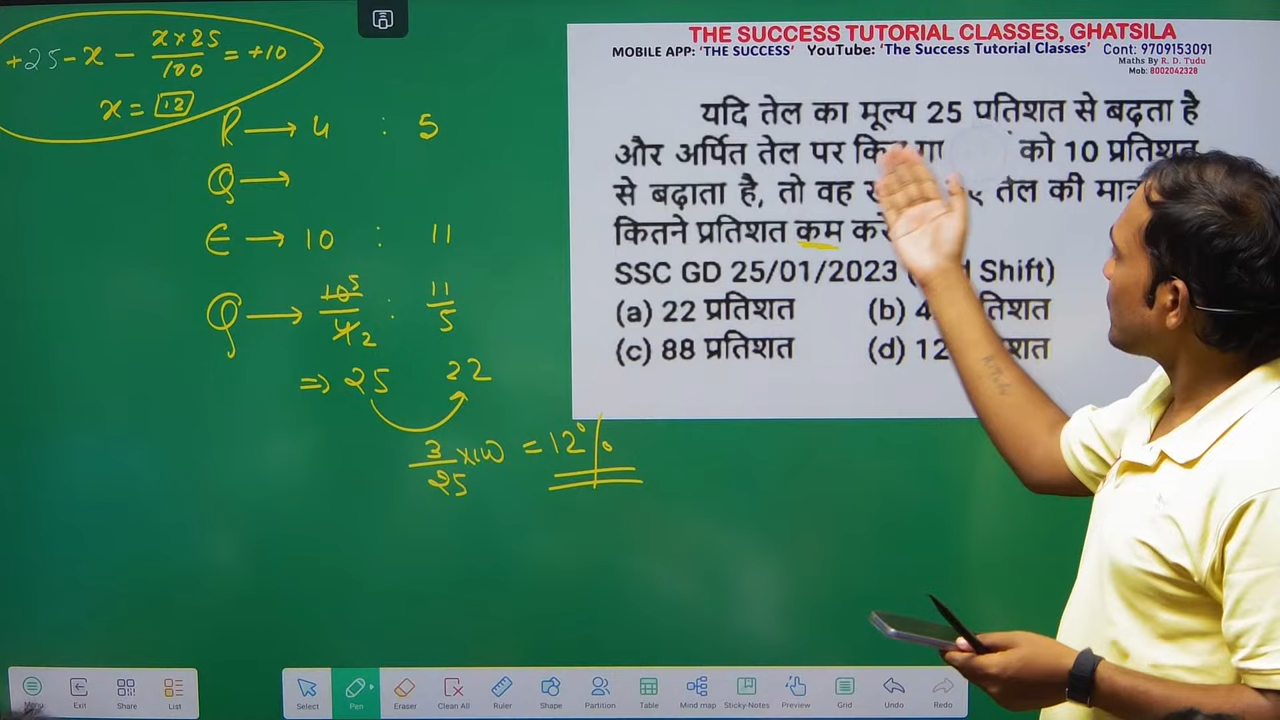 +25 - x - x × 25 / 100 = +10
x = 12
R → 4 : 5
Q →
E → 10 : 11
Q → 10 5 / 4 2 : 11 / 5
⇒ 25 22
3 / 25 × 100 = 12%
THE SUCCESS TUTORIAL CLASSES, GHATSILA
MOBILE APP: 'THE SUCCESS' YouTube: 'The Success Tutorial Classes' Cont: 9709153091
Maths By R. D. Tudu
Mob: 8002042328
यदि तेल का मूल्य 25 प्रतिशत से बढ़ता है
और अर्पित तेल पर को 10 प्रतिशत
से बढ़ाता है, तो वह तेल की
कितने प्रतिशत कम
SSC GD 25/01/2023 ( Shift)
(a) 22 प्रतिशत (b)
(c) 88 प्रतिशत (d) 12
Menu Exit Share List Select Pen Eraser Clean All Ruler Shape Partition Table Mind map Sticky-Notes Preview Grid Undo Redo